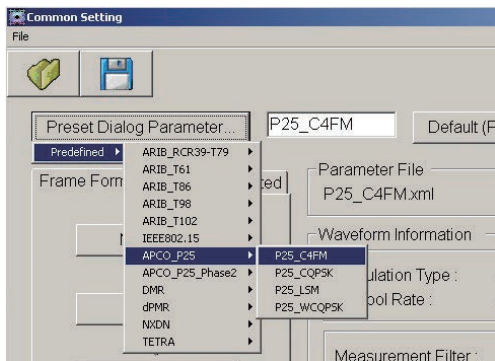 Common Setting
File
Preset Dialog Parameter...
P25_C4FM
Default (F
Predefined
Frame Form
ted
ARIB_RCR39-T79
ARIB_T61
ARIB_T86
ARIB_T98
ARIB_T102
IEEE802.15
APCO_P25
APCO_P25_Phase2
DMR
dPMR
NXDN
TETRA
P25_C4FM
P25_CQPSK
P25_LSM
P25_WCQPSK
Parameter File
P25_C4FM.xml
Waveform Information
ulation Type :
ool Rate :
Measurement Filter :